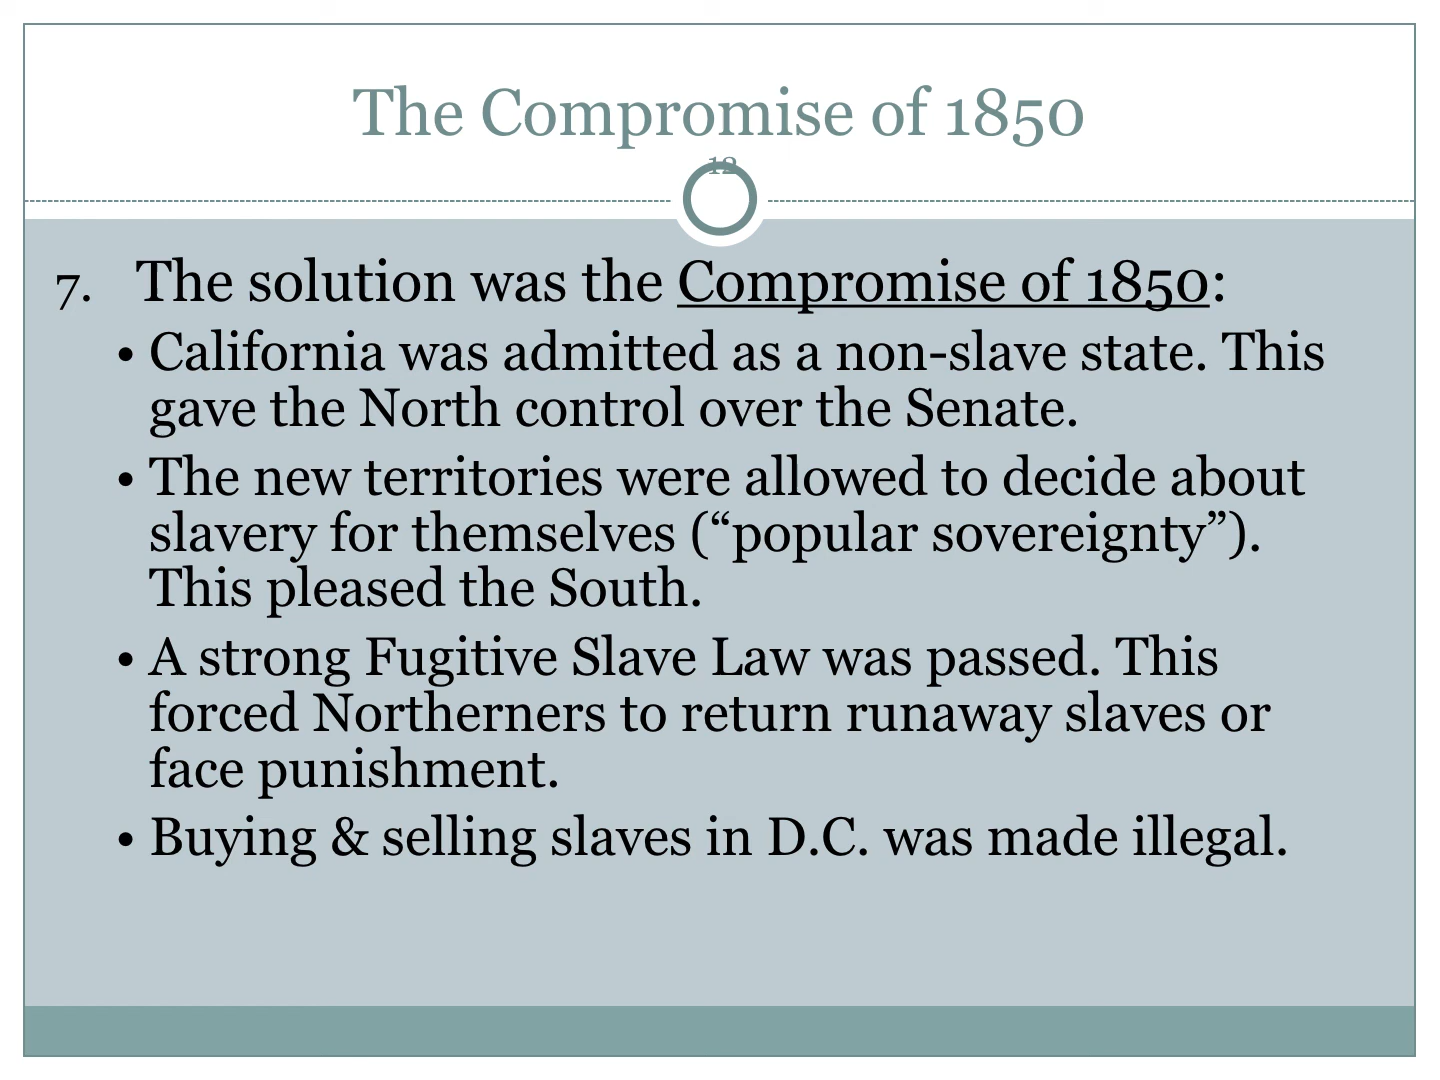 The Compromise of 1850
12
7. The solution was the Compromise of 1850:
• California was admitted as a non-slave state. This
gave the North control over the Senate.
• The new territories were allowed to decide about
slavery for themselves (“popular sovereignty”).
This pleased the South.
• A strong Fugitive Slave Law was passed. This
forced Northerners to return runaway slaves or
face punishment.
• Buying & selling slaves in D.C. was made illegal.